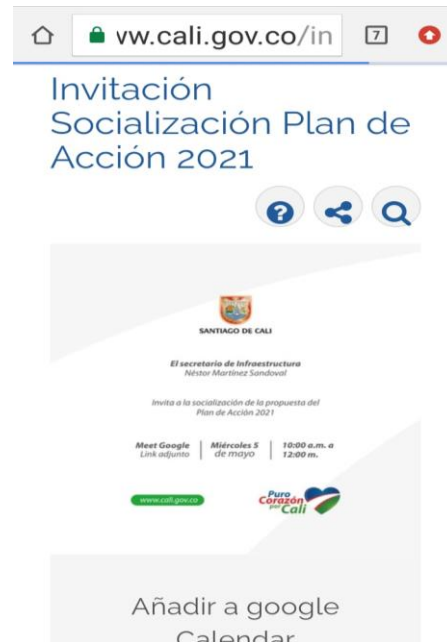 vw.cali.gov.co/in
7
Invitación
Socialización Plan de
Acción 2021
?
SANTIAGO DE CALI
El secretario de Infraestructura
Néstor Martínez Sandoval
Invita a la socialización de la propuesta del
Plan de Acción 2021
Meet Google | Miércoles 5 | 10:00 a.m. a
Link adjunto | de mayo | 12:00 m.
www.cali.gov.co
Puro
Corazón
por Cali
Añadir a google
Calendar